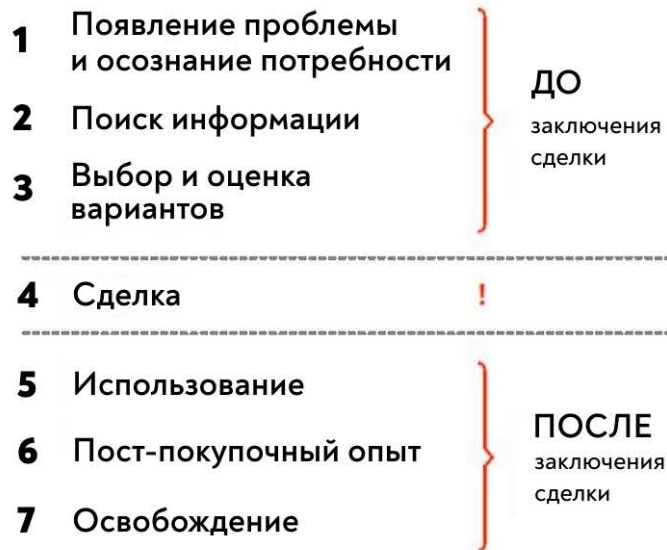 1 Появление проблемы
и осознание потребности
2 Поиск информации
3 Выбор и оценка
вариантов
ДО
заключения
сделки
4 Сделка !
5 Использование
6 Пост-покупочный опыт
7 Освобождение
ПОСЛЕ
заключения
сделки